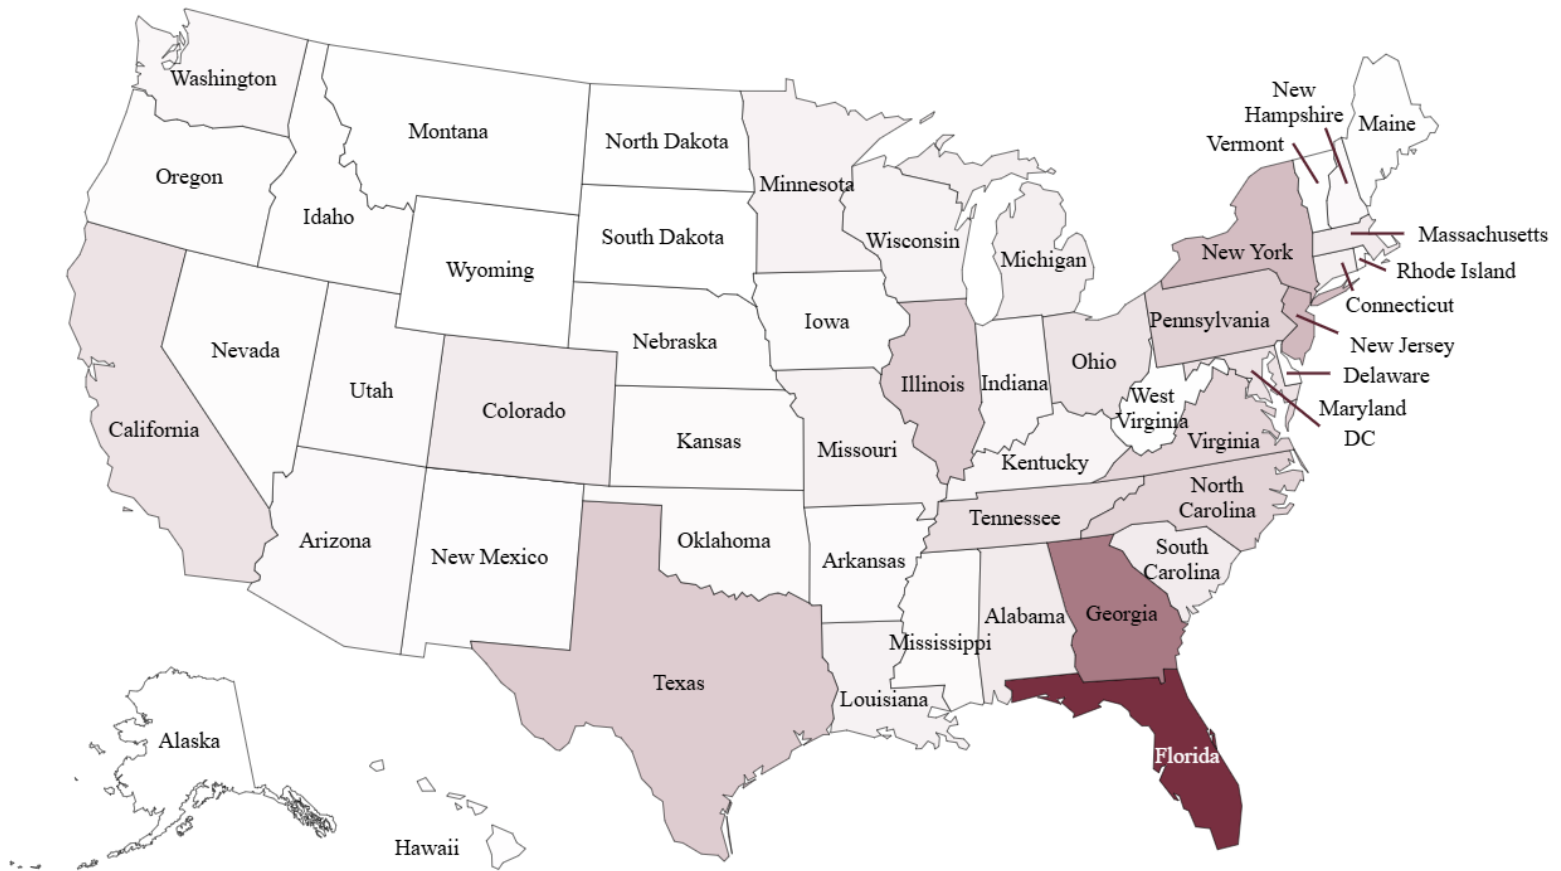 New
Hampshire
Maine
Washington
Montana
North Dakota
Vermont
Oregon
Minnesota
Idaho
South Dakota
Wisconsin
Massachusetts
New York
Michigan
Wyoming
Rhode Island
Connecticut
Iowa
Pennsylvania
Nebraska
New Jersey
Nevada
Ohio
Delaware
Utah
Illinois
Indiana
West
Virginia
Maryland
Colorado
California
Kansas
Virginia
DC
Missouri
Kentucky
North
Carolina
Tennessee
Arizona
New Mexico
Oklahoma
South
Carolina
Arkansas
Georgia
Alabama
Mississippi
Texas
Louisiana
Alaska
Florida
Hawaii